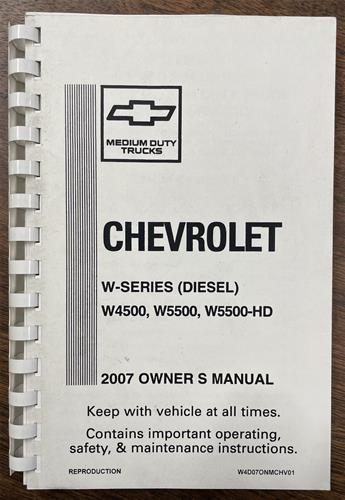 MEDIUM DUTY
TRUCKS
CHEVROLET
W-SERIES (DIESEL)
W4500, W5500, W5500-HD
2007 OWNER S MANUAL
Keep with vehicle at all times.
Contains important operating,
safety, & maintenance instructions.
REPRODUCTION W4D07ONMCHV01